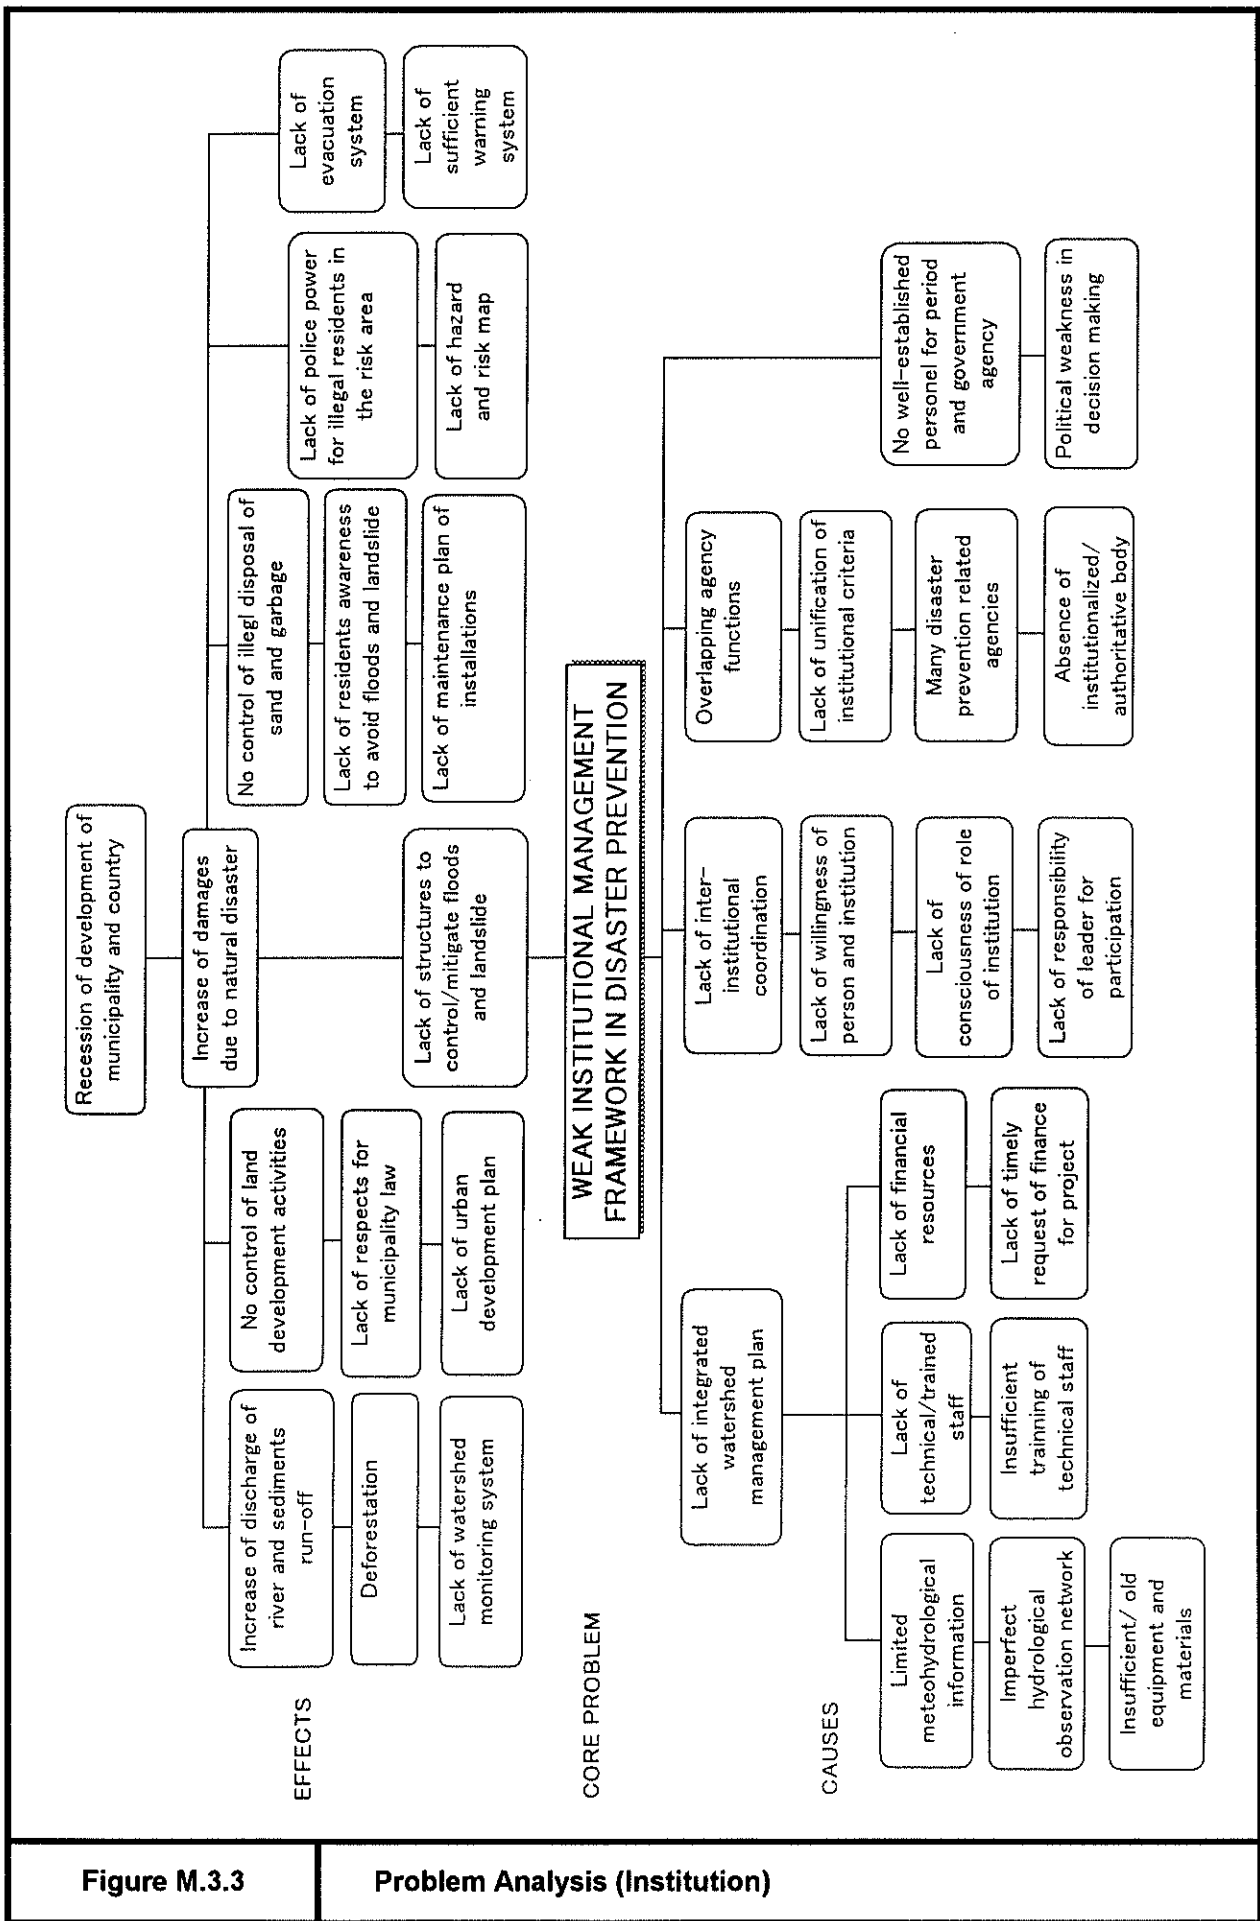 Recession of development of
municipality and country
Increase of damages
due to natural disaster
EFFECTS
Increase of discharge of
river and sediments
run-off
Deforestation
Lack of watershed
monitoring system
No control of land
development activities
Lack of respects for
municipality law
Lack of urban
development plan
Lack of structures to
control/mitigate floods
and landslide
No control of illegl disposal of
sand and garbage
Lack of residents awareness
to avoid floods and landslide
Lack of maintenance plan of
installations
Lack of police power
for illegal residents in
the risk area
Lack of hazard
and risk map
Lack of
evacuation
system
Lack of
sufficient
warning
system
CORE PROBLEM
WEAK INSTITUTIONAL MANAGEMENT
FRAMEWORK IN DISASTER PREVENTION
CAUSES
Lack of integrated
watershed
management plan
Limited
meteohydrological
information
Imperfect
hydrological
observation network
Insufficient/ old
equipment and
materials
Lack of
technical/trained
staff
Insufficient
trainning of
technical staff
Lack of financial
resources
Lack of timely
request of finance
for project
Lack of inter-
institutional
coordination
Lack of willingness of
person and institution
Lack of
consciousness of role
of institution
Lack of responsibility
of leader for
participation
Overlapping agency
functions
Lack of unification of
institutional criteria
Many disaster
prevention related
agencies
Absence of
institutionalized/
authoritative body
No well-established
personel for period
and government
agency
Political weakness in
decision making
Figure M.3.3
Problem Analysis (Institution)